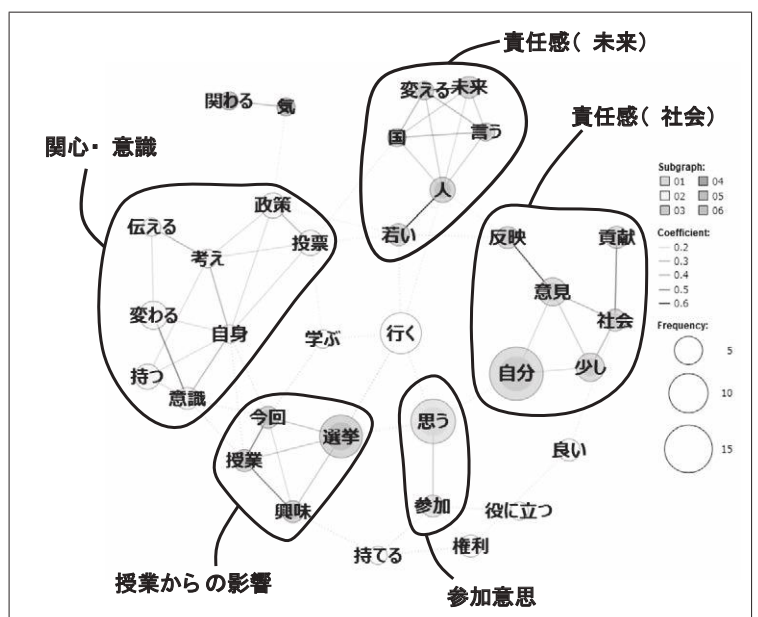 責任感（ 未来）
責任感（ 社会）
関心・ 意識
関わる
気
変える
未来
国
言う
人
若い
政策
伝える
投票
考え
変わる
自身
持つ
意識
学ぶ
行く
反映
貢献
意見
社会
自分
少し
今回
選挙
授業
興味
思う
参加
良い
役に立つ
権利
持てる
授業から の影響
参加意思
Subgraph:
01 04
02 05
03 06
Coefficient:
0.2
0.3
0.4
0.5
0.6
Frequency:
5
10
15